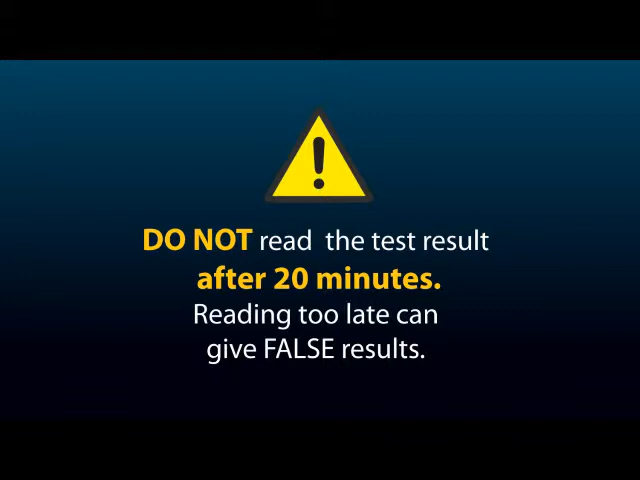 DO NOT read the test result
after 20 minutes.
Reading too late can
give FALSE results.